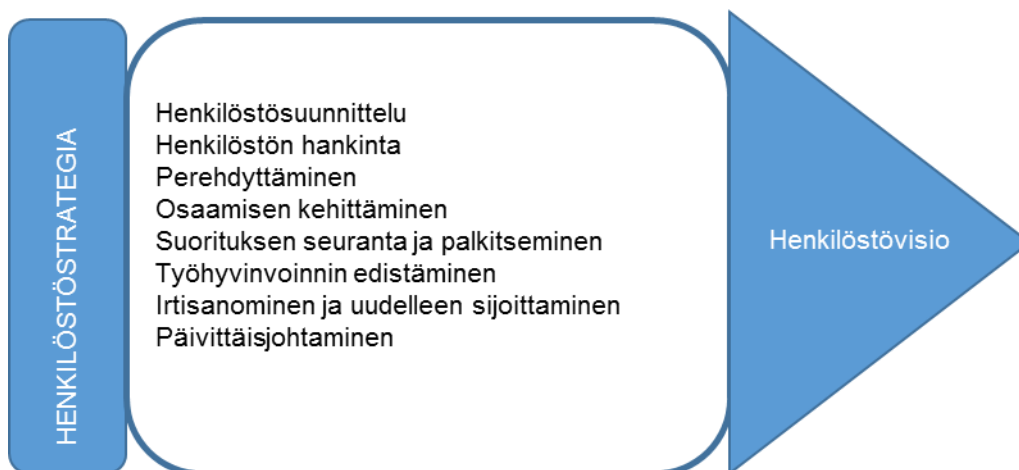 HENKILÖSTÖSTRATEGIA
Henkilöstösuunnittelu
Henkilöstön hankinta
Perehdyttäminen
Osaamisen kehittäminen
Suorituksen seuranta ja palkitseminen
Työhyvinvoinnin edistäminen
Irtisanominen ja uudelleen sijoittaminen
Päivittäisjohtaminen
Henkilöstövisio